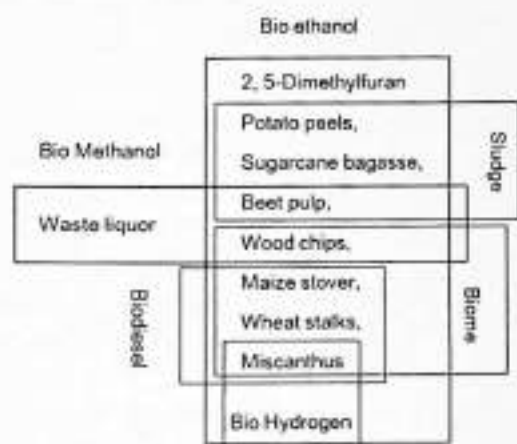 Bio ethanol
2, 5-Dimethylfuran
Potato peels,
Sludge
Bio Methanol
Sugarcane bagasse,
Beet pulp,
Waste liquor
Wood chips,
Biodiesel
Maize stover,
Biome
Wheat stalks,
Miscanthus
Bio Hydrogen